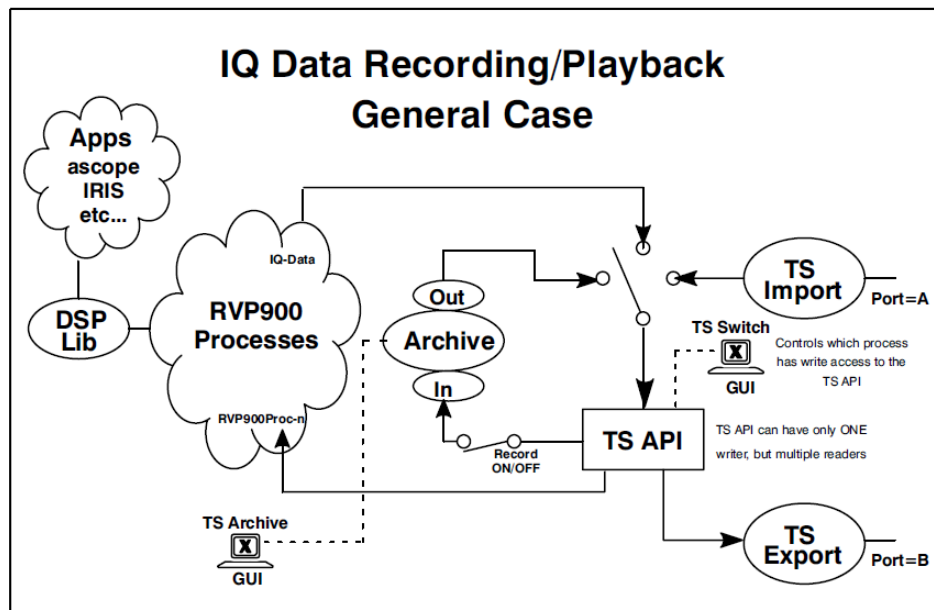 IQ Data Recording/Playback
General Case
Apps
ascope
IRIS
etc...
DSP
Lib
IQ-Data
RVP900
Processes
RVP900Proc-n
Out
Archive
In
Record
ON/OFF
TS Archive
X
GUI
TS
Import
Port=A
TS Switch
X
GUI
Controls which process
has write access to the
TS API
TS API
TS API can have only ONE
writer, but multiple readers
TS
Export
Port=B